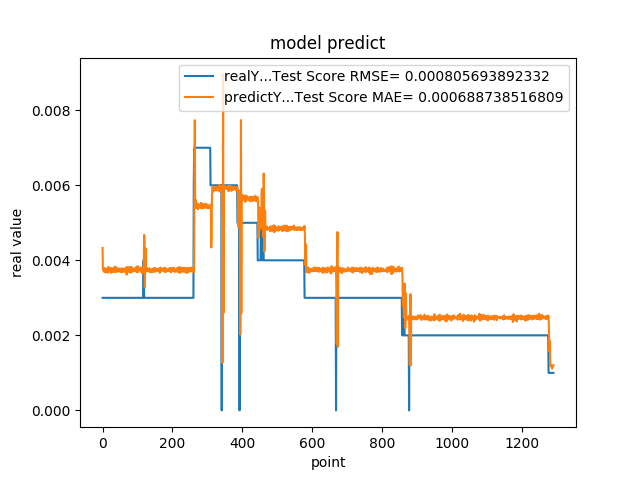 model predict
realY...Test Score RMSE= 0.000805693892332
predictY...Test Score MAE= 0.000688738516809
real value
0.008
0.006
0.004
0.002
0.000
0 200 400 600 800 1000 1200
point